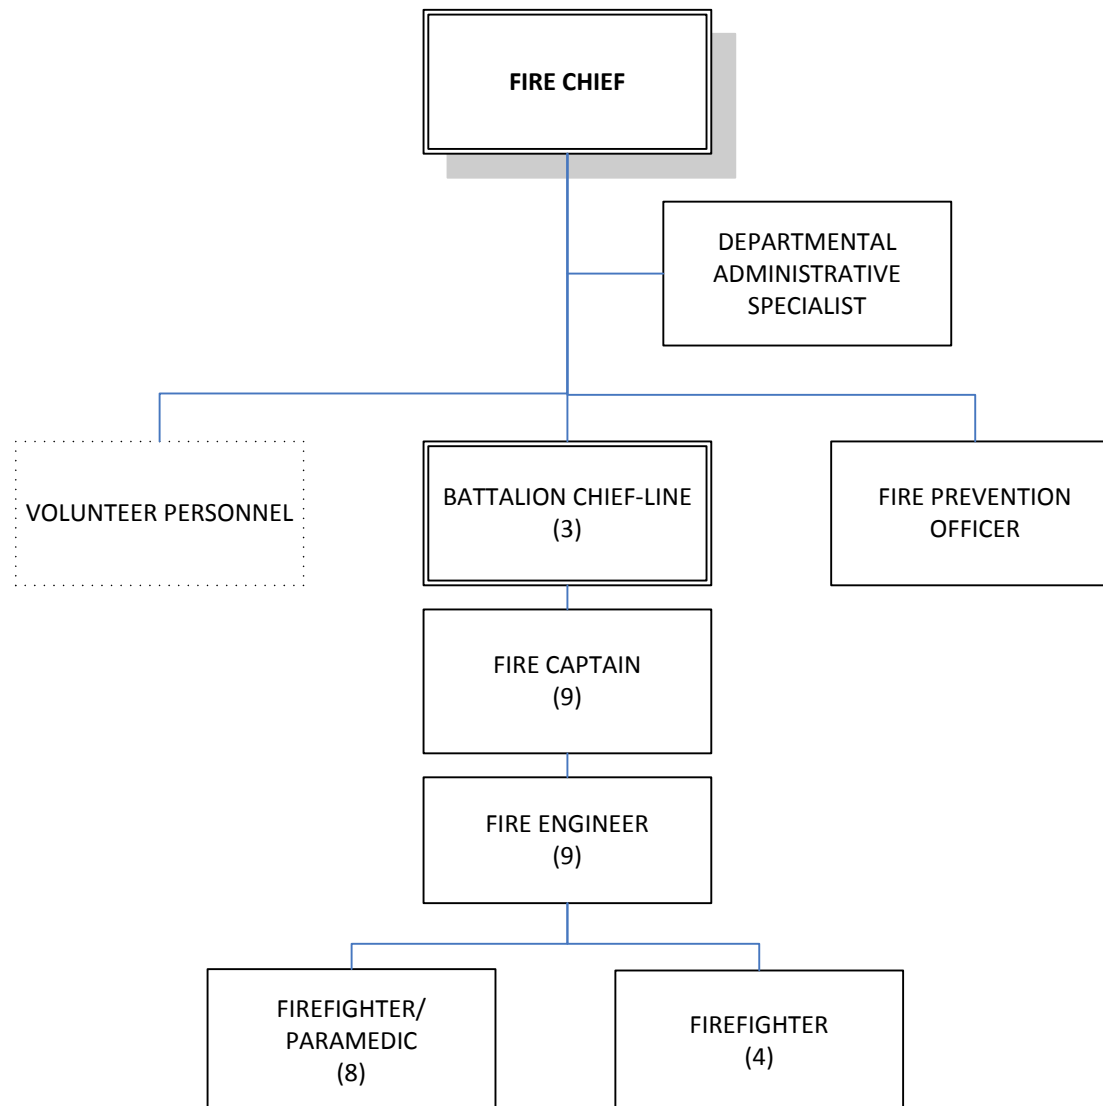 FIRE CHIEF
DEPARTMENTAL
ADMINISTRATIVE
SPECIALIST
VOLUNTEER PERSONNEL
BATTALION CHIEF-LINE
(3)
FIRE PREVENTION
OFFICER
FIRE CAPTAIN
(9)
FIRE ENGINEER
(9)
FIREFIGHTER/
PARAMEDIC
(8)
FIREFIGHTER
(4)